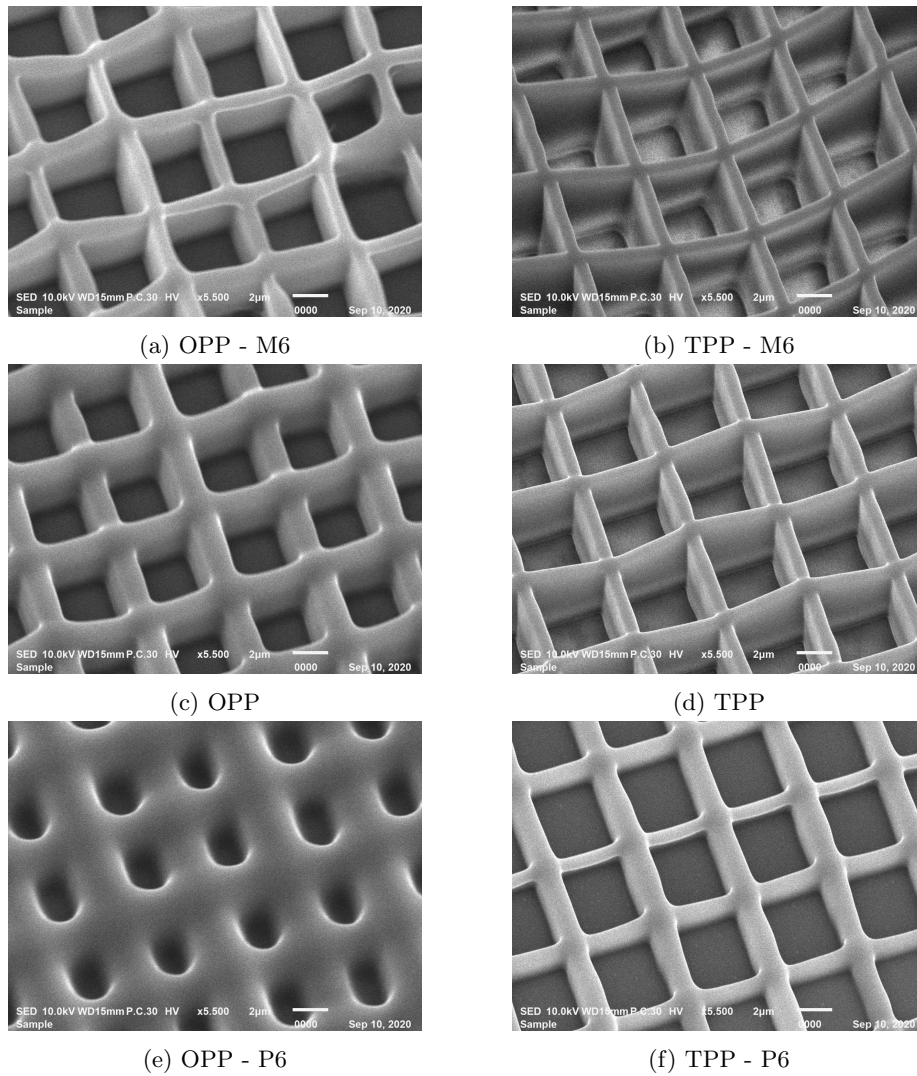 SED 10.0kV WD15mm P.C.30 HV x5.500 2µm
Sample 0000 Sep 10, 2020
SED 10.0kV WD15mm P.C.30 HV x5.500 2µm
Sample 0000 Sep 10, 2020
(a) OPP - M6
(b) TPP - M6
SED 10.0kV WD15mm P.C.30 HV x5.500 2µm
Sample 0000 Sep 10, 2020
SED 10.0kV WD15mm P.C.30 HV x5.500 2µm
Sample 0000 Sep 10, 2020
(c) OPP
(d) TPP
SED 10.0kV WD15mm P.C.30 HV x5.500 2µm
Sample 0000 Sep 10, 2020
SED 10.0kV WD15mm P.C.30 HV x5.500 2µm
Sample 0000 Sep 10, 2020
(e) OPP - P6
(f) TPP - P6